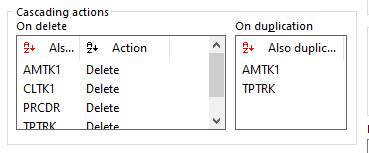 Cascading actions
On delete
Als... Action
AMTK1 Delete
CLTK1 Delete
PRCDR Delete
TPTRK Delete
On duplication
Also duplic...
AMTK1
TPTRK